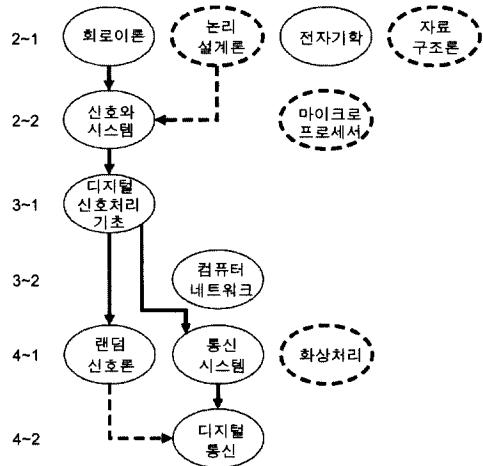 2~1
회로이론
논리
설계론
전자기학
자료
구조론
2~2
신호와
시스템
마이크로
프로세서
3~1
디지털
신호처리
기초
3~2
컴퓨터
네트워크
4~1
랜덤
신호론
통신
시스템
화상처리
4~2
디지털
통신